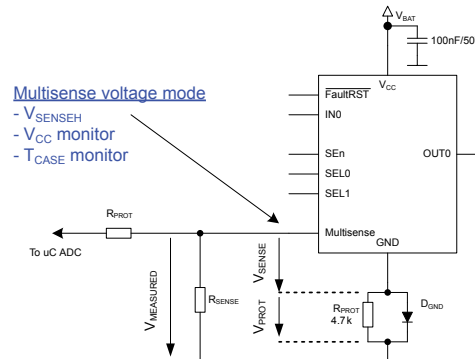 V_BAT
100nF/50
V_CC
FaultRST
IN0
Multisense voltage mode
- V_SENSEH
- V_CC monitor
- T_CASE monitor
SEn
OUT0
SEL0
SEL1
R_PROT
Multisense
GND
To uC ADC
V_MEASURED
R_SENSE
V_SENSE
V_PROT
R_PROT
4.7k
D_GND